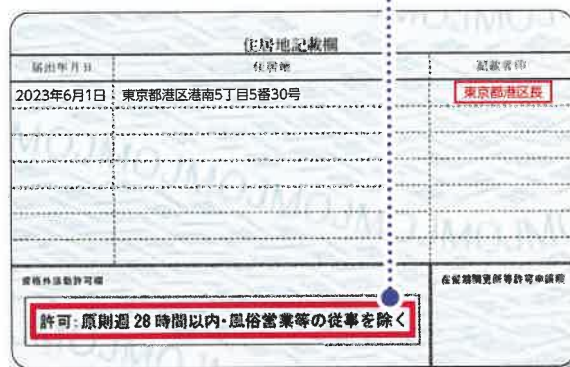 住居地記載欄
届出年月日 住居地 記載者印
2023年6月1日 東京都港区港南5丁目5番30号 東京都港区長
資格外活動許可欄 在留期間更新等許可申請欄
許可:原則週28時間以内・風俗営業等の従事を除く